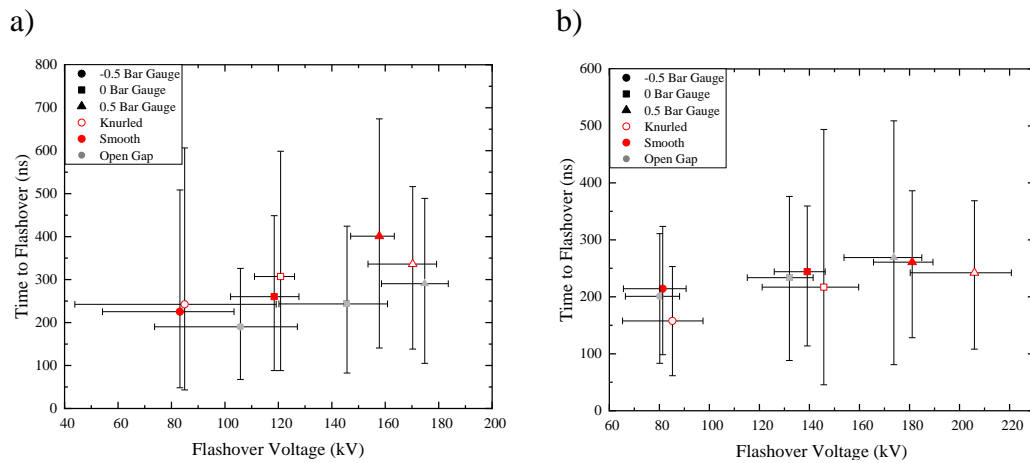 a)
800
700
600
500
400
300
200
100
0
40 60 80 100 120 140 160 180 200
Time to Flashover (ns)
Flashover Voltage (kV)
-0.5 Bar Gauge
0 Bar Gauge
0.5 Bar Gauge
Knurled
Smooth
Open Gap
b)
600
500
400
300
200
100
0
60 80 100 120 140 160 180 200 220
Time to Flashover (ns)
Flashover Voltage (kV)
-0.5 Bar Gauge
0 Bar Gauge
0.5 Bar Gauge
Knurled
Smooth
Open Gap